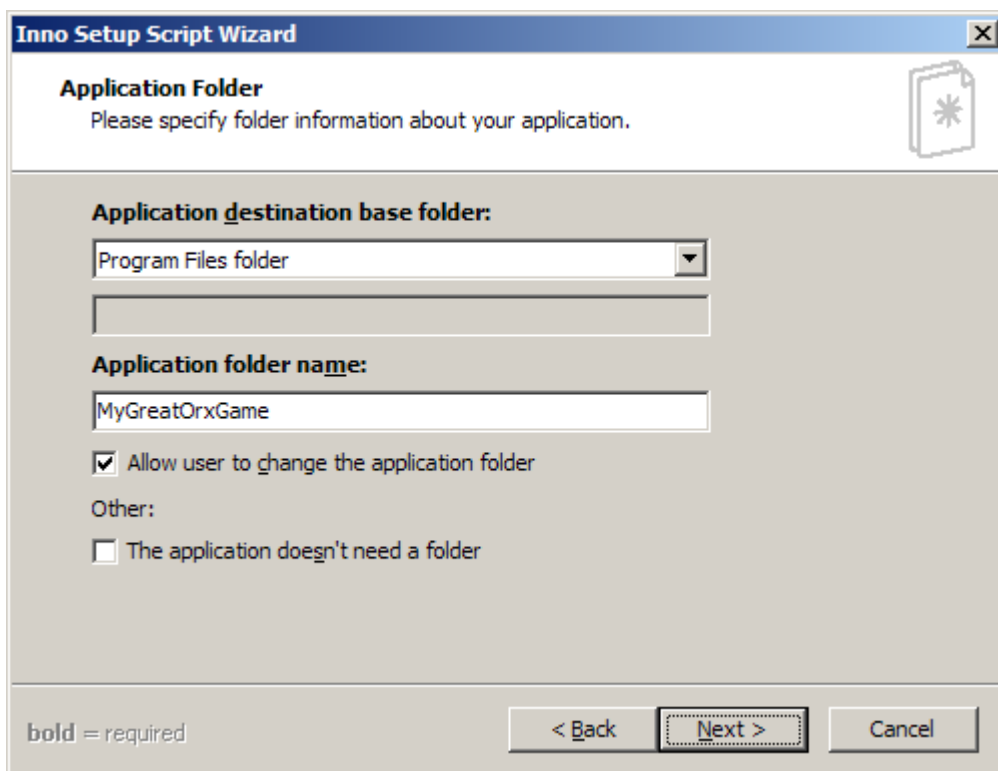 Inno Setup Script Wizard
Application Folder
Please specify folder information about your application.
Application destination base folder:
Program Files folder
Application folder name:
MyGreatOrxGame
Allow user to change the application folder
Other:
The application doesn't need a folder
bold = required
< Back
Next >
Cancel